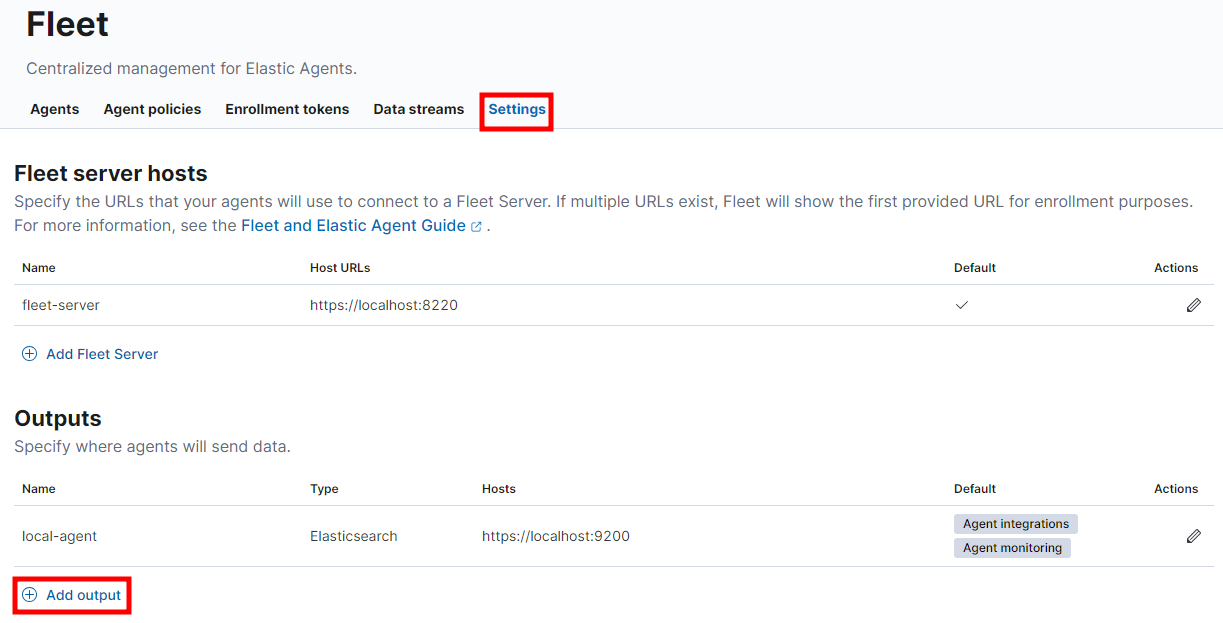 Fleet
Centralized management for Elastic Agents.
Agents Agent policies Enrollment tokens Data streams Settings
Fleet server hosts
Specify the URLs that your agents will use to connect to a Fleet Server. If multiple URLs exist, Fleet will show the first provided URL for enrollment purposes.
For more information, see the Fleet and Elastic Agent Guide .
Name Host URLs Default Actions
fleet-server https://localhost:8220
Add Fleet Server
Outputs
Specify where agents will send data.
Name Type Hosts Default Actions
local-agent Elasticsearch https://localhost:9200 Agent integrations
Agent monitoring
Add output